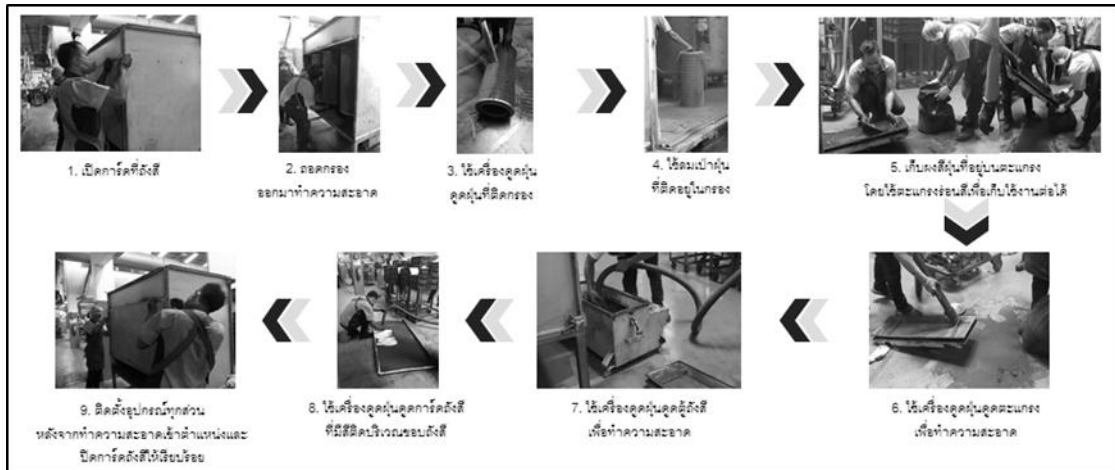 1. เปิดการ์ดที่ถังสี
2. ถอดกรอง
ออกมาทำความสะอาด
3. ใช้เครื่องดูดฝุ่น
ดูดฝุ่นที่ติดกรอง
4. ใช้ลมเป่าฝุ่น
ที่ติดอยู่ในกรอง
5. เก็บผงสีฝุ่นที่อยู่บนตะแกรง
โดยใช้ตะแกรงร่อนสีเพื่อเก็บใช้งานต่อได้
6. ใช้เครื่องดูดฝุ่นดูดตะแกรง
เพื่อทำความสะอาด
7. ใช้เครื่องดูดฝุ่นดูดตู้ถังสี
เพื่อทำความสะอาด
8. ใช้เครื่องดูดฝุ่นดูดการ์ดถังสี
ที่มีสีติดบริเวณขอบถังสี
9. ติดตั้งอุปกรณ์ทุกส่วน
หลังจากทำความสะอาดเข้าตำแหน่งและ
ปิดการ์ดถังสีให้เรียบร้อย